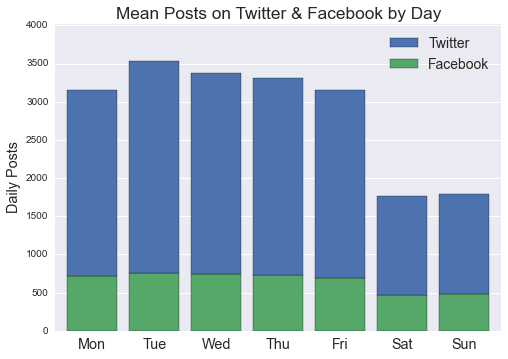 Mean Posts on Twitter & Facebook by Day
4000
3500
3000
2500
2000
1500
1000
500
0
Daily Posts
Twitter
Facebook
Mon Tue Wed Thu Fri Sat Sun